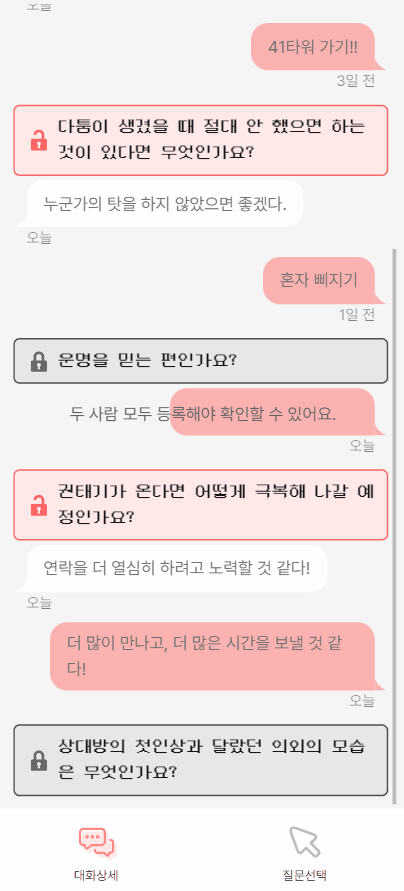 오늘
41타워 가기!!
3일 전
다툼이 생겼을 때 절대 안 했으면 하는
것이 있다면 무엇인가요?
누군가의 탓을 하지 않았으면 좋겠다.
오늘
혼자 삐지기
1일 전
운명을 믿는 편인가요?
두 사람 모두 등록해야 확인할 수 있어요.
오늘
권태기가 온다면 어떻게 극복해 나갈 예
정인가요?
연락을 더 열심히 하려고 노력할 것 같다!
오늘
더 많이 만나고, 더 많은 시간을 보낼 것 같
다!
오늘
상대방의 첫인상과 달랐던 의외의 모습
은 무엇인가요?
대화상세
질문선택